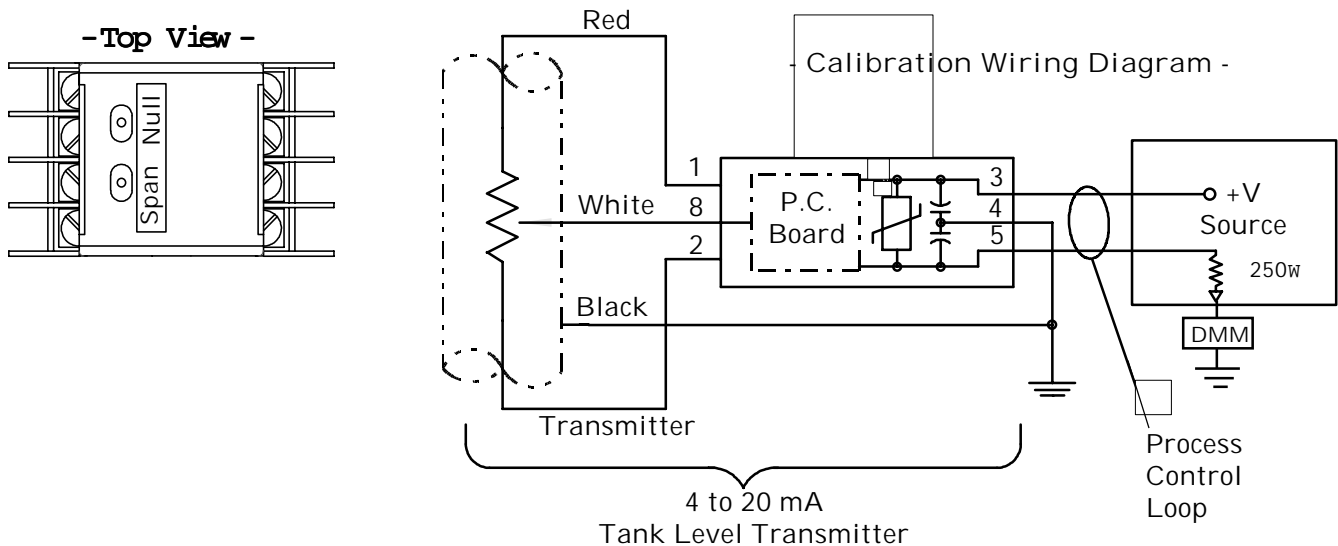 -Top View-
Null
Span
Red
- Calibration Wiring Diagram -
1
3
+V
White
8
P.C.
4
Source
Board
5
2
250W
Black
DMM
Transmitter
Process
Control
Loop
4 to 20 mA
Tank Level Transmitter